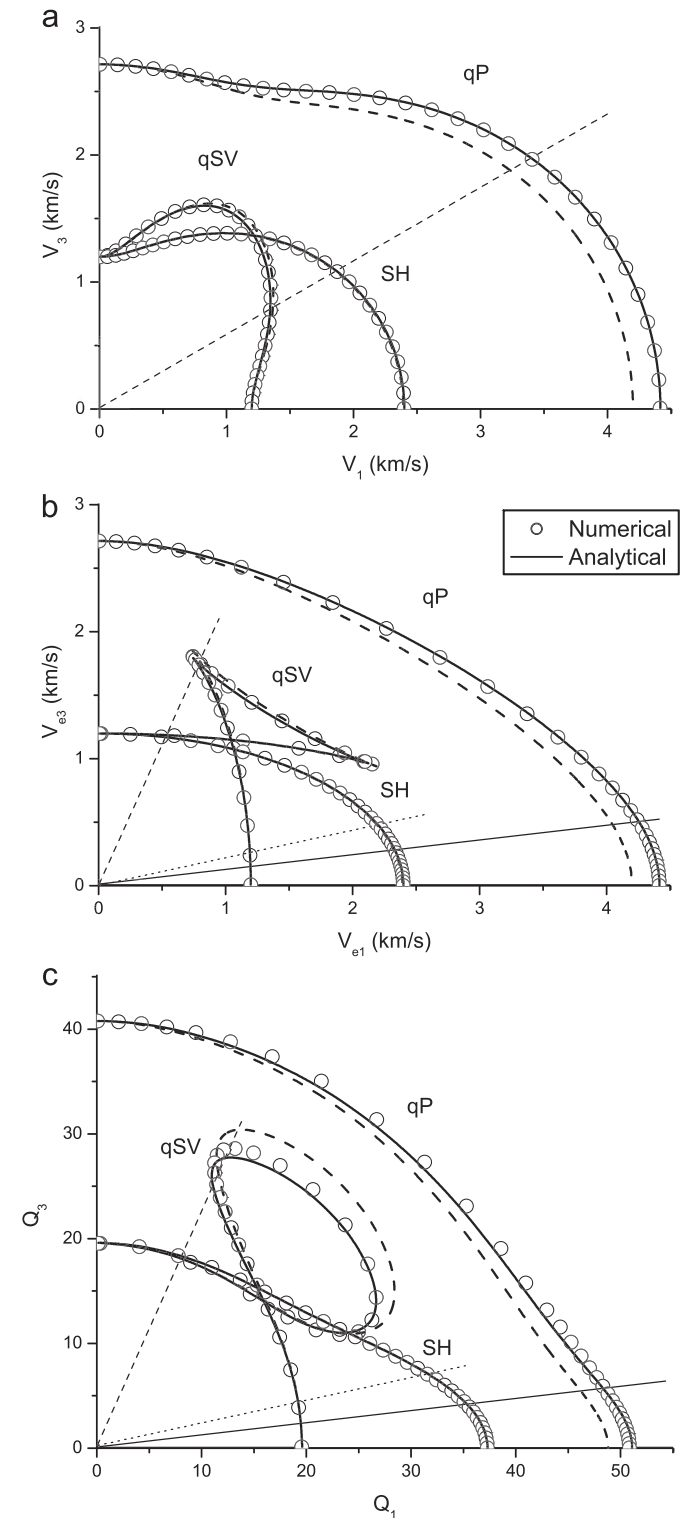 a
3
qP
2
qSV
V3 (km/s)
1
SH
0
0 1 2 3 4
V1 (km/s)
b
3
Numerical
Analytical
qP
2
qSV
Ve3 (km/s)
1
SH
0
0 1 2 3 4
Ve1 (km/s)
c
40
qP
30
qSV
Q3
20
10
SH
0
0 10 20 30 40 50
Q1